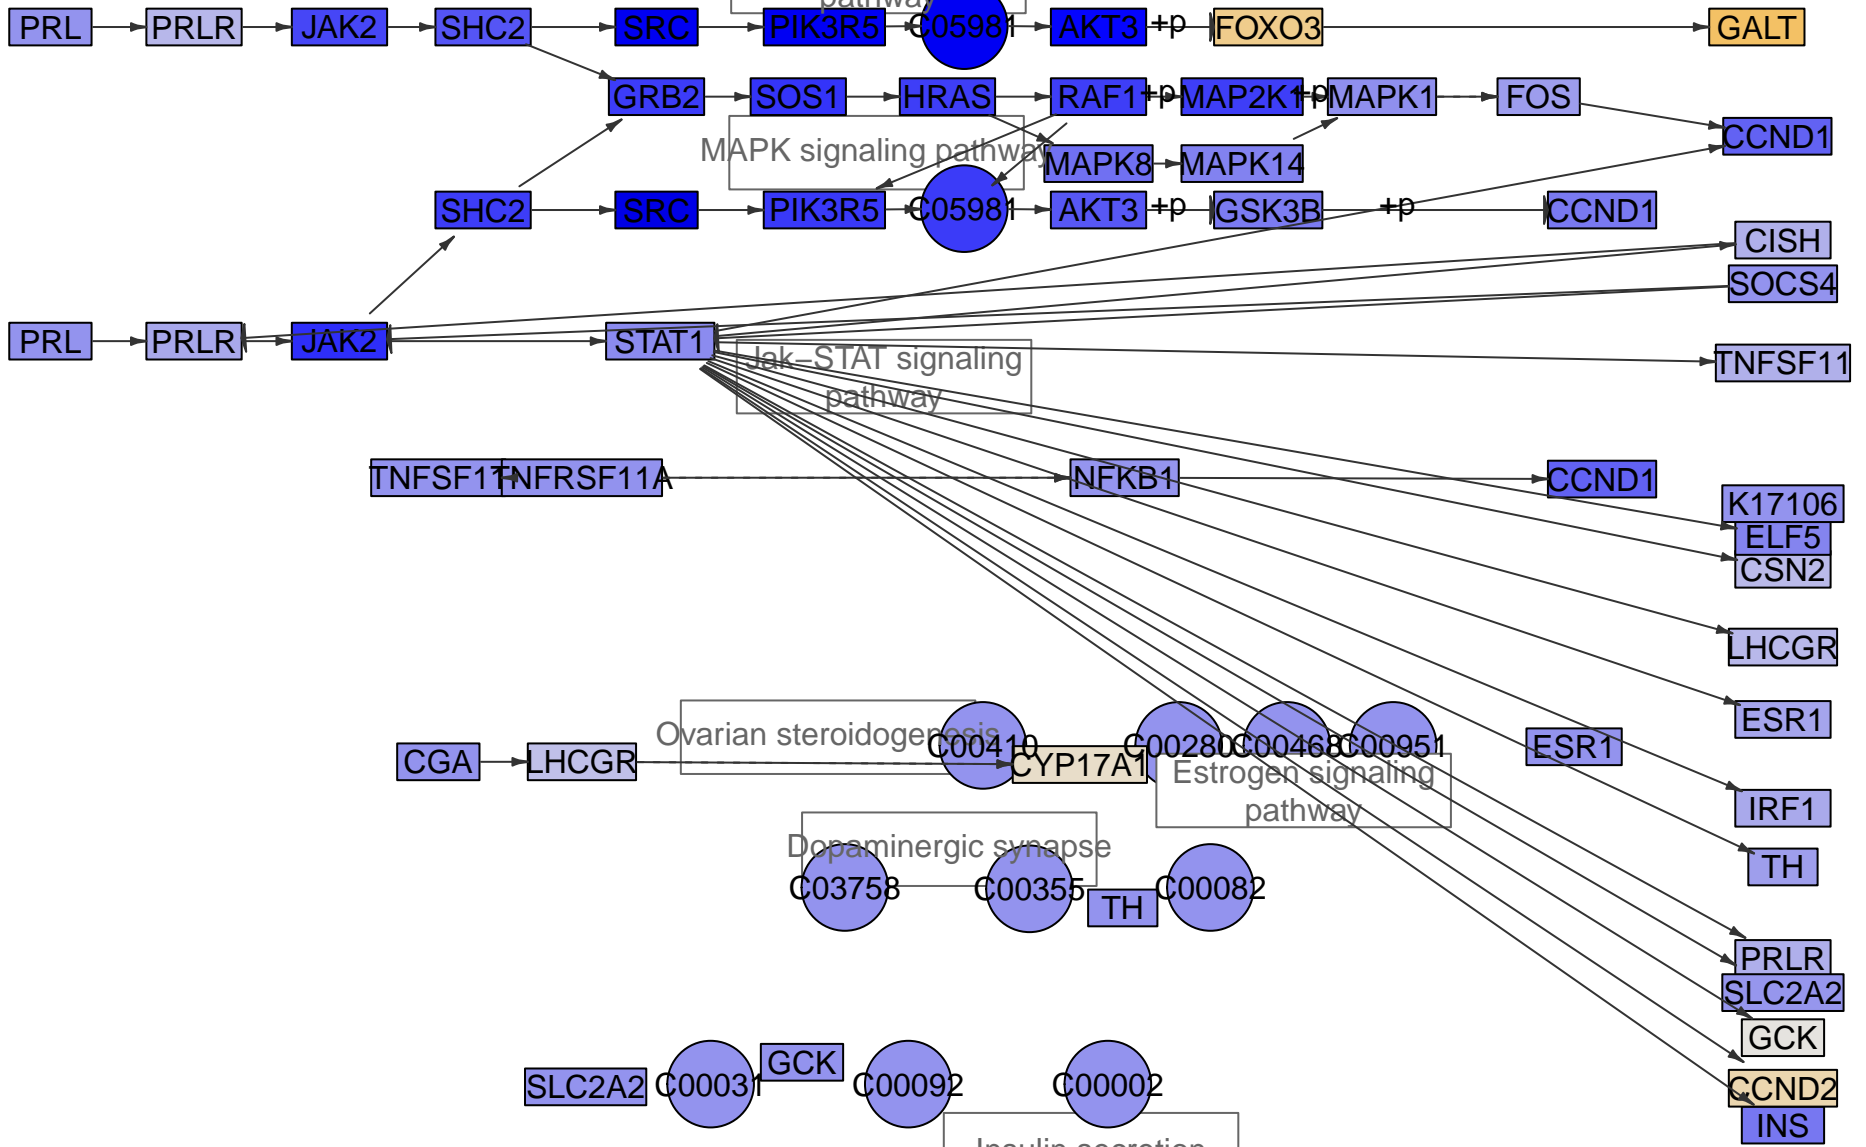 pathway
PRL
PRLR
JAK2
SHC2
SRC
PIK3R5
C05981
AKT3
+p
FOXO3
GALT
GRB2
SOS1
HRAS
RAF1
+p
MAP2K1
+p
MAPK1
FOS
CCND1
MAPK signaling pathway
MAPK8
MAPK14
SHC2
SRC
PIK3R5
C05981
AKT3
+p
GSK3B
+p
CCND1
CISH
SOCS4
PRL
PRLR
JAK2
STAT1
Jak–STAT signaling
pathway
TNFSF11
TNFSF11
TNFRSF11A
NFKB1
CCND1
K17106
ELF5
CSN2
LHCGR
ESR1
Ovarian steroidogenesis
CGA
LHCGR
C00410
CYP17A1
C00280
C00468
C00951
ESR1
Estrogen signaling
pathway
IRF1
Dopaminergic synapse
TH
C03758
C00355
TH
C00082
PRLR
SLC2A2
GCK
SLC2A2
C00031
GCK
C00092
C00002
CCND2
INS
Insulin secretion